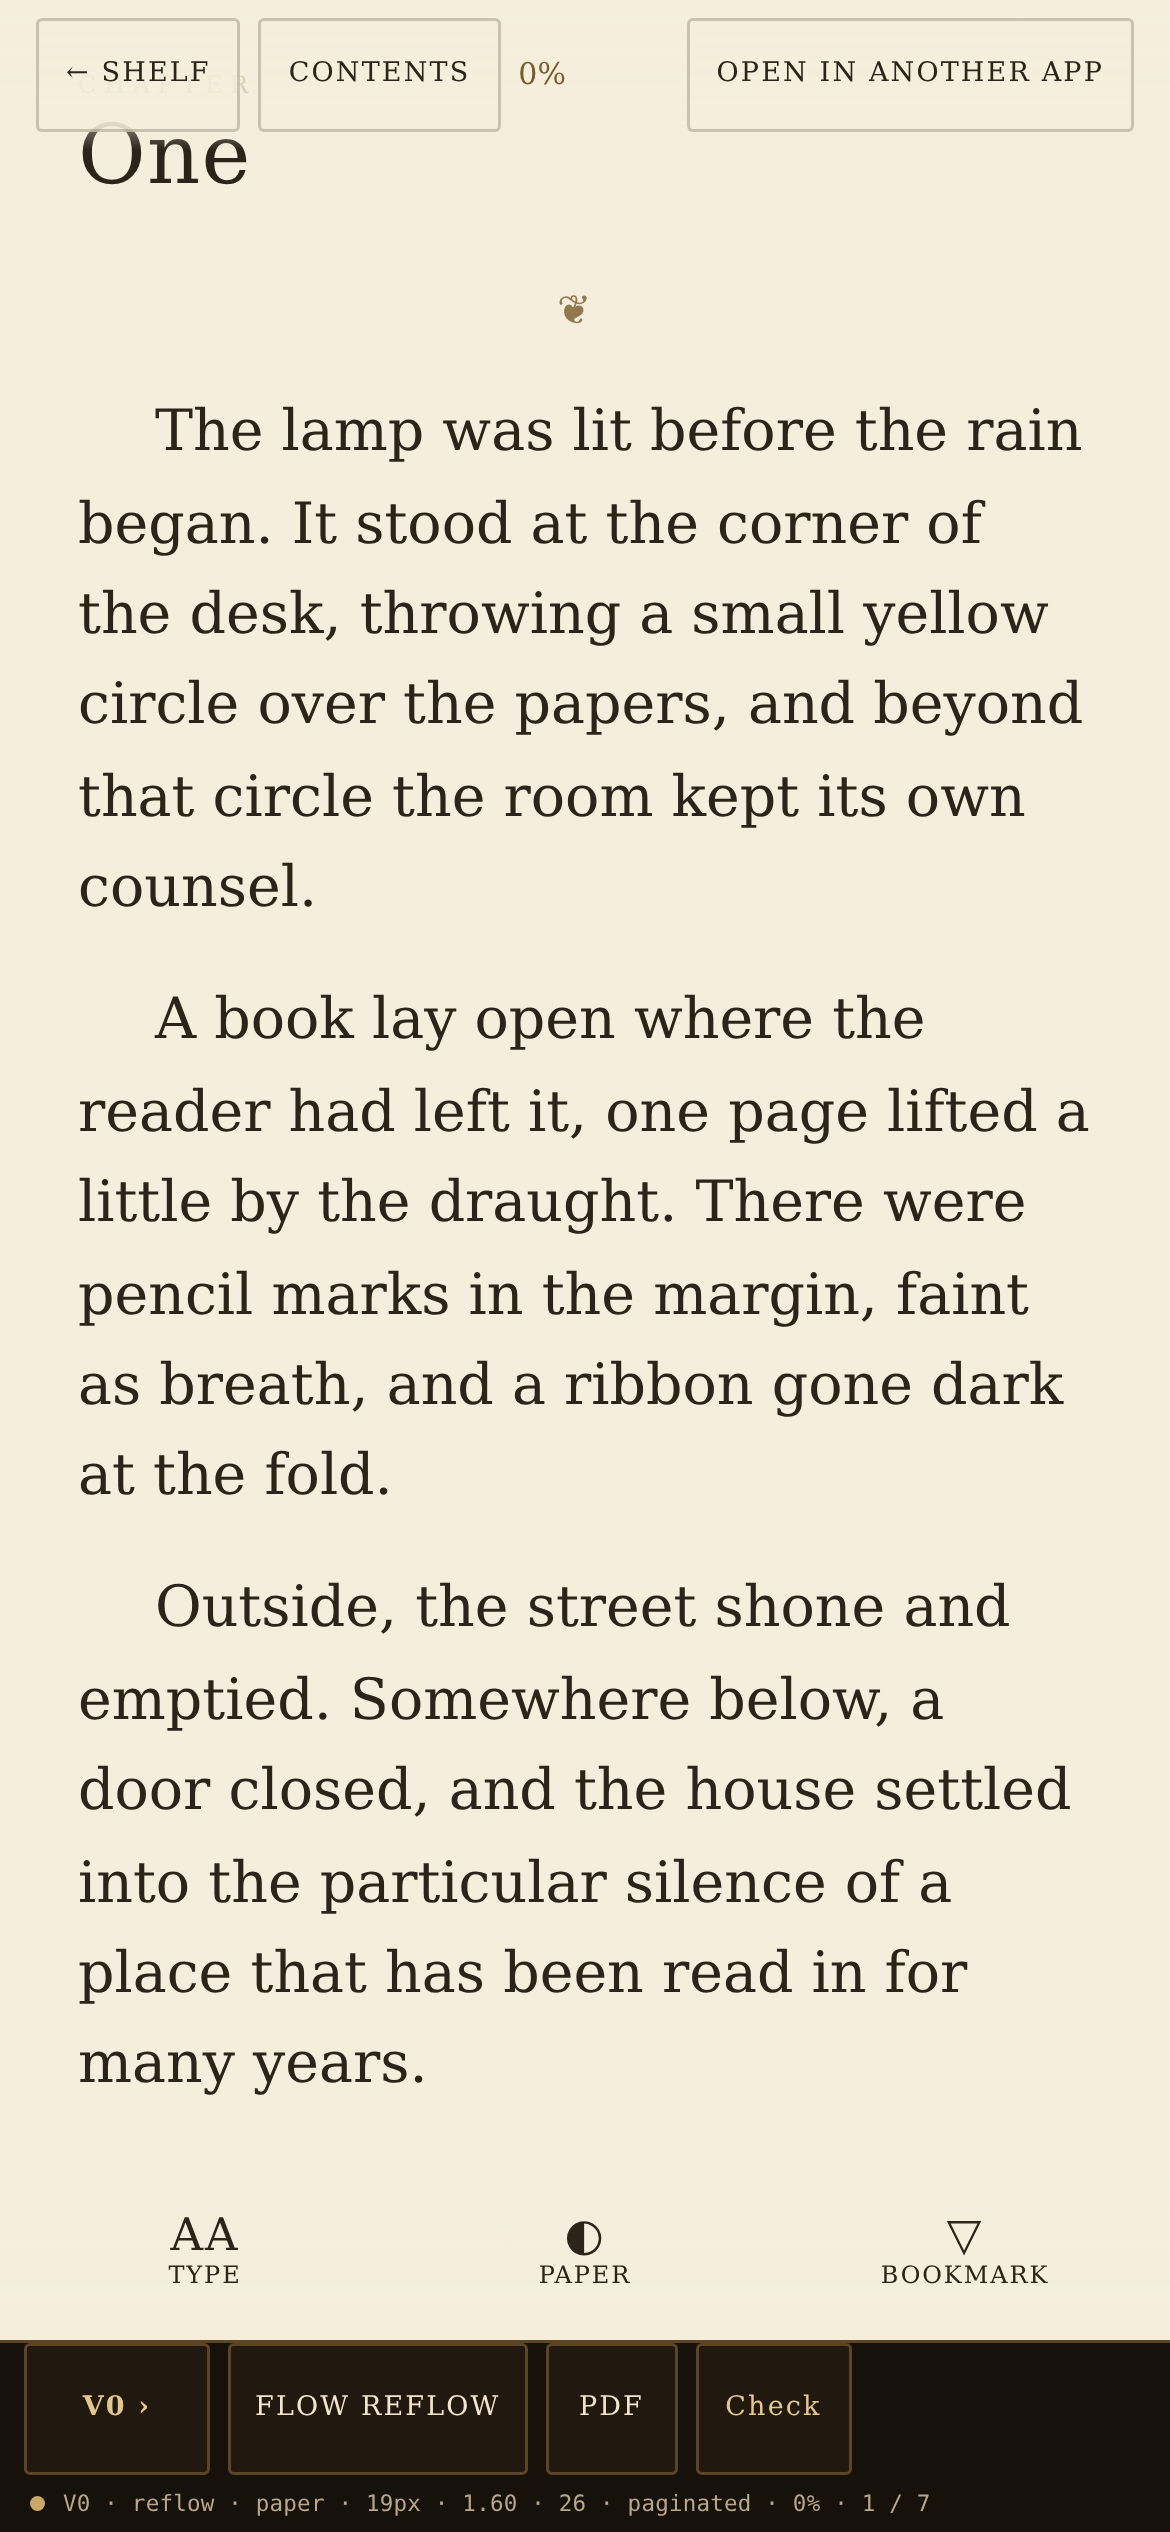 ← SHELF
CONTENTS
0%
OPEN IN ANOTHER APP
CHAPTER
One
The lamp was lit before the rain
began. It stood at the corner of
the desk, throwing a small yellow
circle over the papers, and beyond
that circle the room kept its own
counsel.
A book lay open where the
reader had left it, one page lifted a
little by the draught. There were
pencil marks in the margin, faint
as breath, and a ribbon gone dark
at the fold.
Outside, the street shone and
emptied. Somewhere below, a
door closed, and the house settled
into the particular silence of a
place that has been read in for
many years.
AA
TYPE
PAPER
BOOKMARK
V0 ›
FLOW REFLOW
PDF
Check
V0 · reflow · paper · 19px · 1.60 · 26 · paginated · 0% · 1 / 7